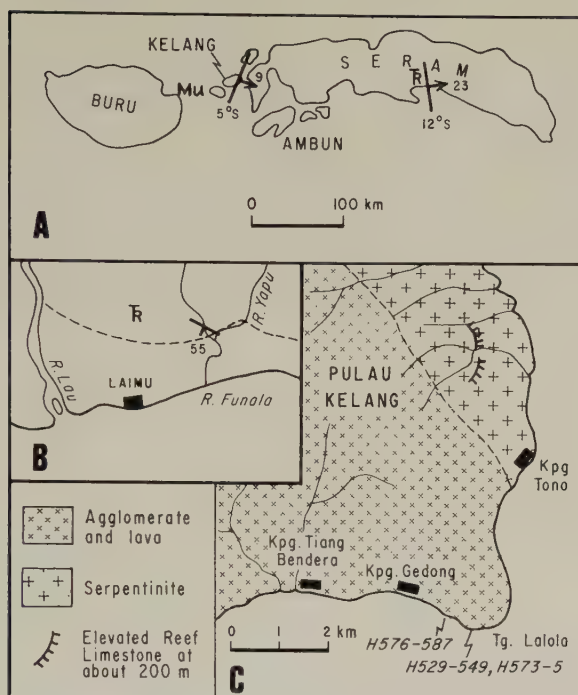 KELANG
Mu
BURU
9
5°S
S E R A M
TR
23
12°S
AMBUN
0 100 km
A
TR
R. Yapu
55
R. Lau
LAIMU
R. Funala
B
PULAU
KELANG
Kpg
Tono
Kpg. Tiang
Bendera
Kpg. Gedong
0 1 2 km
H576-587
Tg. Lalola
H529-549, H573-5
C
Agglomerate
and lava
Serpentinite
Elevated Reef
Limestone at
about 200 m